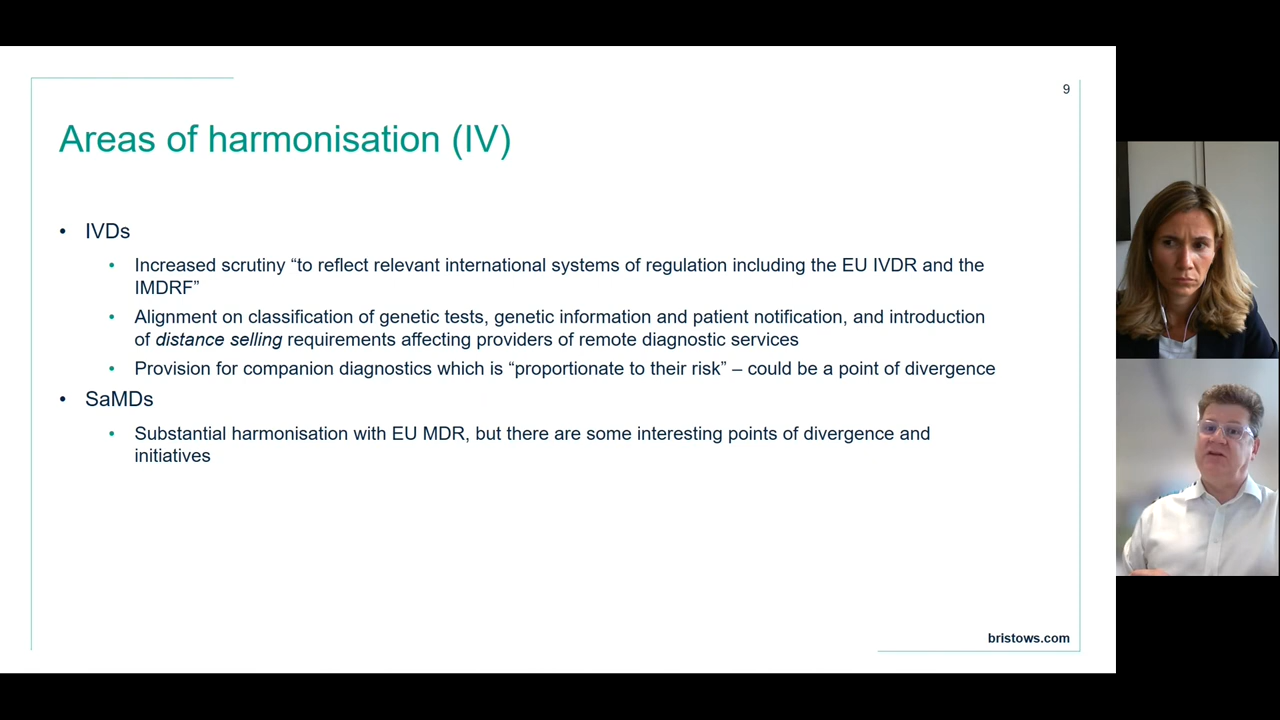 9
Areas of harmonisation (IV)
• IVDs
• Increased scrutiny “to reflect relevant international systems of regulation including the EU IVDR and the
IMDRF”
• Alignment on classification of genetic tests, genetic information and patient notification, and introduction
of distance selling requirements affecting providers of remote diagnostic services
• Provision for companion diagnostics which is “proportionate to their risk” – could be a point of divergence
• SaMDs
• Substantial harmonisation with EU MDR, but there are some interesting points of divergence and
initiatives
bristows.com